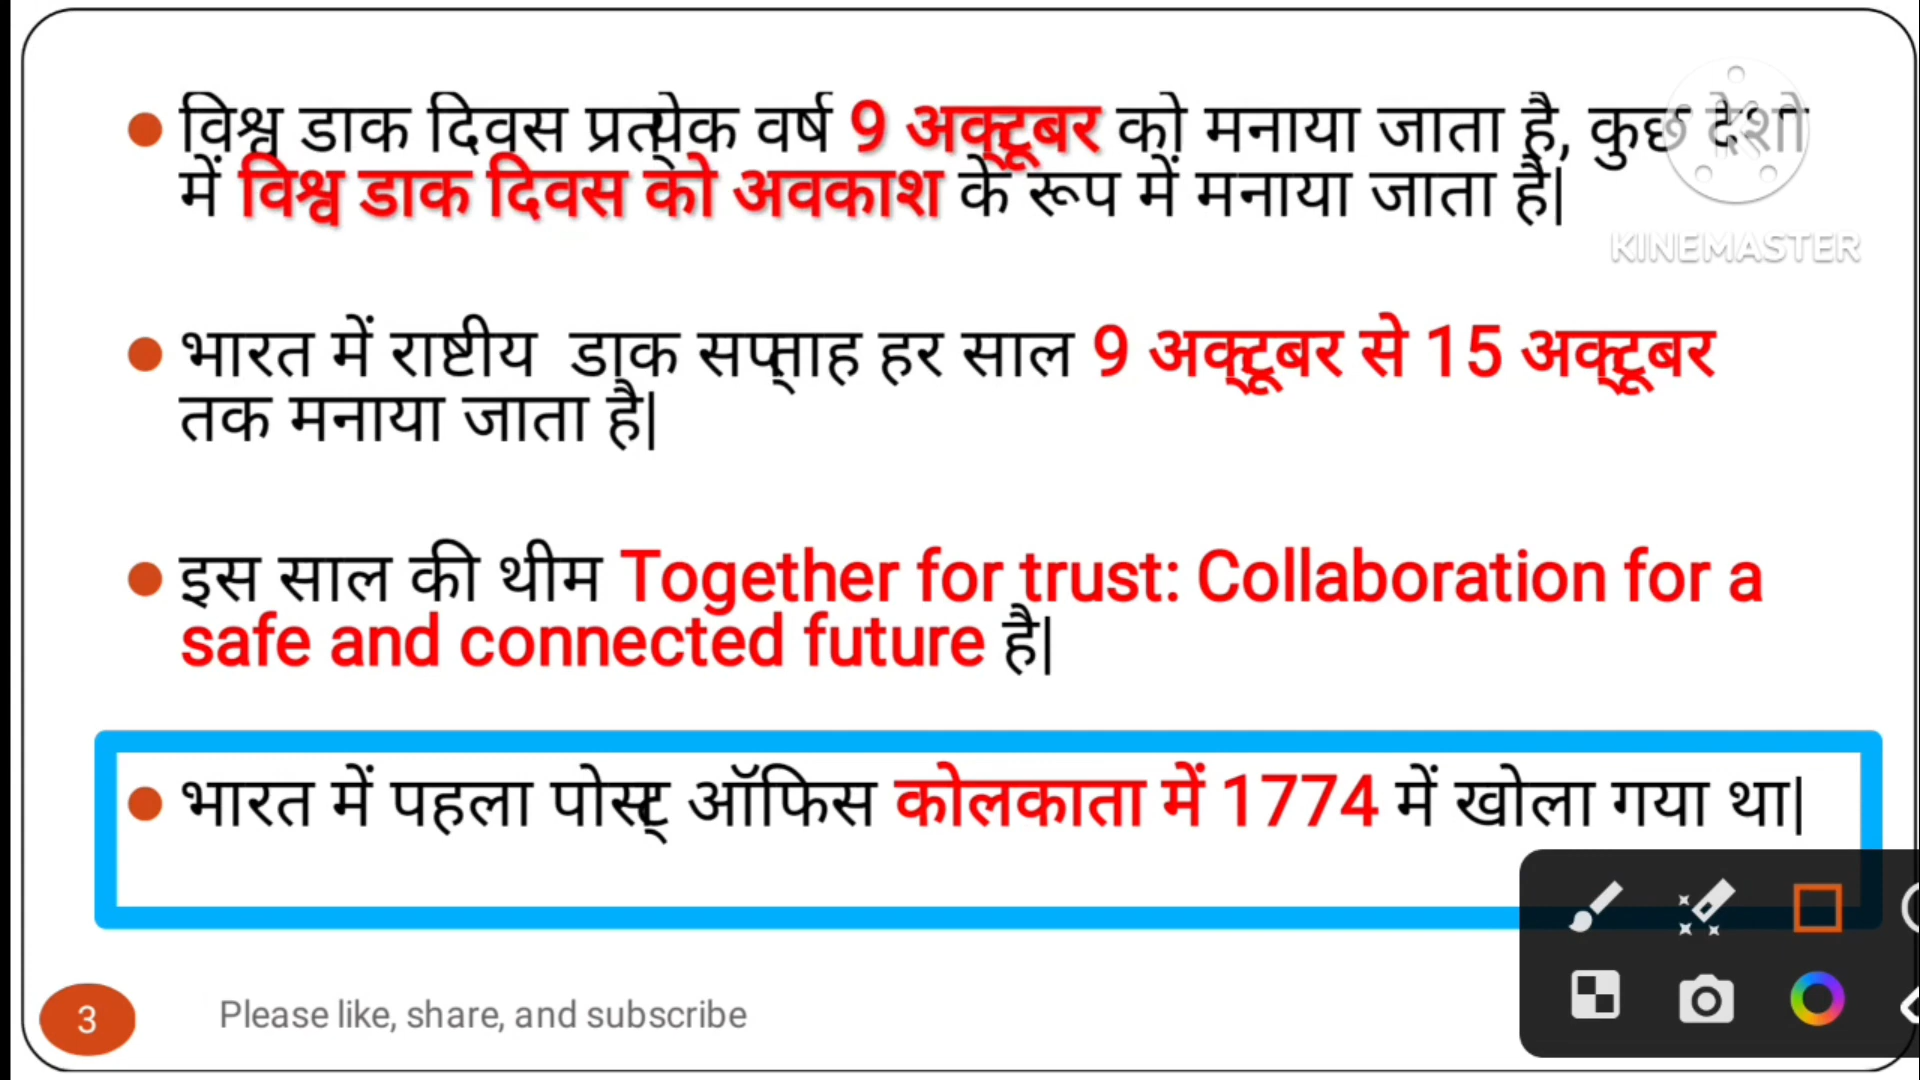 विश्व डाक दिवस प्रत्येक वर्ष 9 अक्टूबर को मनाया जाता है, कुछ देशो
में विश्व डाक दिवस को अवकाश के रूप में मनाया जाता है|
KINEMASTER
भारत में राष्टीय डाक सप्ताह हर साल 9 अक्टूबर से 15 अक्टूबर
तक मनाया जाता है|
इस साल की थीम Together for trust: Collaboration for a
safe and connected future है|
भारत में पहला पोस्ट ऑफिस कोलकाता में 1774 में खोला गया था|
3 Please like, share, and subscribe